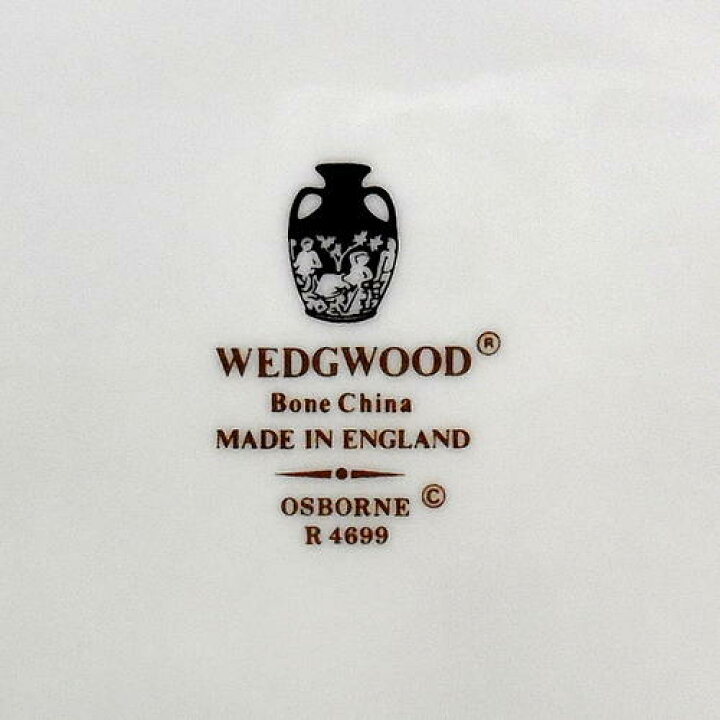 WEDGWOOD®
Bone China
MADE IN ENGLAND
OSBORNE ©
R 4699